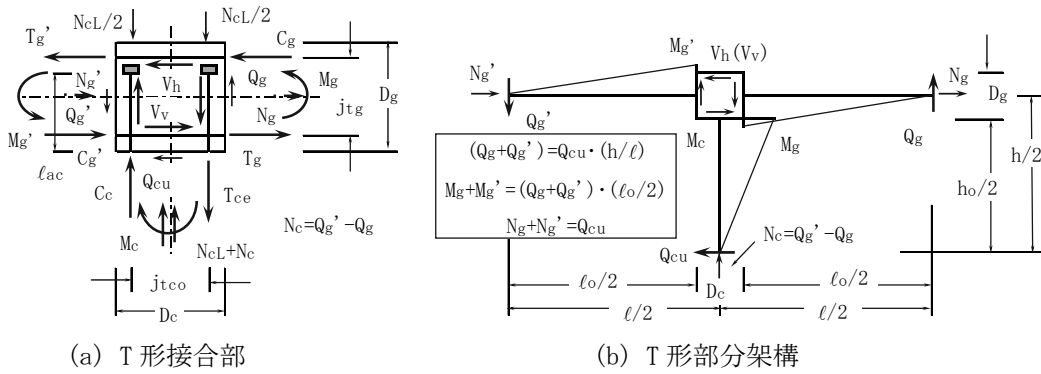 NcL/2
NcL/2
Tg'
Cg
Ng'
Vh
Qg
Mg
Dg
Qg'
Vv
Ng
jtg
Mg'
Cg'
Tg
ℓac
Cc
Qcu
Tce
Nc=Qg'-Qg
Mc
NcL+Nc
jtco
Dc
(a) T 形接合部
Mg'
Vh(Vv)
Ng'
Ng
Dg
Qg'
Mc
Mg
Qg
(Qg+Qg')=Qcu·(h/ℓ)
Mg+Mg'=(Qg+Qg')·(ℓo/2)
Ng+Ng'=Qcu
h/2
ho/2
Nc=Qg'-Qg
Qcu
ℓo/2
Dc
ℓo/2
ℓ/2
ℓ/2
(b) T 形部分架構